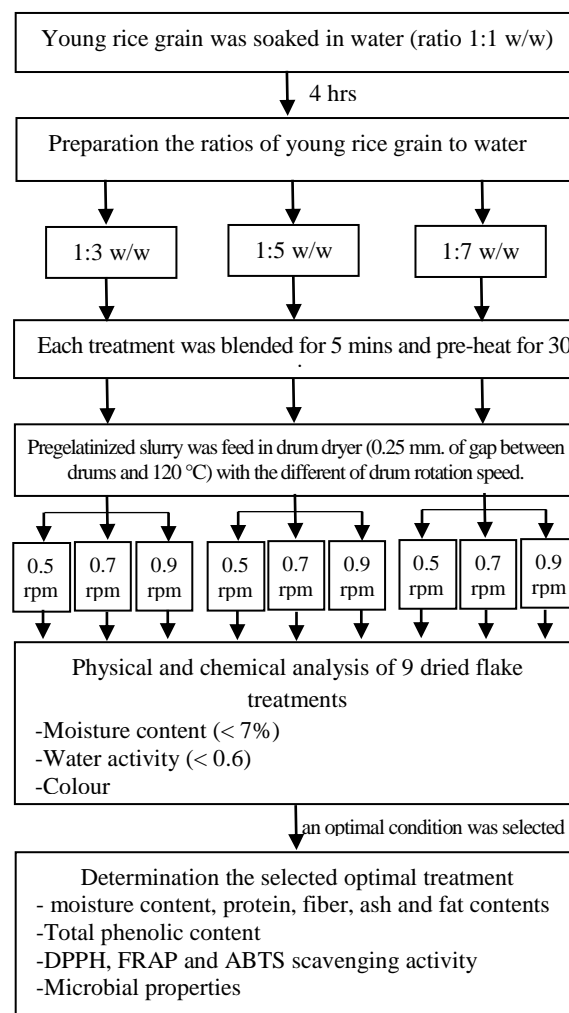 Young rice grain was soaked in water (ratio 1:1 w/w)
4 hrs
Preparation the ratios of young rice grain to water
1:3 w/w
1:5 w/w
1:7 w/w
Each treatment was blended for 5 mins and pre-heat for 30
Pregelatinized slurry was feed in drum dryer (0.25 mm. of gap between
drums and 120 °C) with the different of drum rotation speed.
0.5
rpm
0.7
rpm
0.9
rpm
0.5
rpm
0.7
rpm
0.9
rpm
0.5
rpm
0.7
rpm
0.9
rpm
Physical and chemical analysis of 9 dried flake
treatments
-Moisture content (< 7%)
-Water activity (< 0.6)
-Colour
an optimal condition was selected
Determination the selected optimal treatment
- moisture content, protein, fiber, ash and fat contents
-Total phenolic content
-DPPH, FRAP and ABTS scavenging activity
-Microbial properties